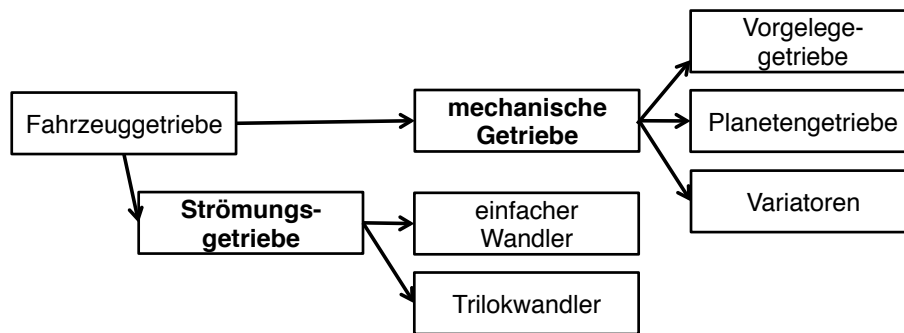 Fahrzeuggetriebe
mechanische
Getriebe
Vorgelege-
getriebe
Planetengetriebe
Variatoren
Strömungs-
getriebe
einfacher
Wandler
Trilokwandler